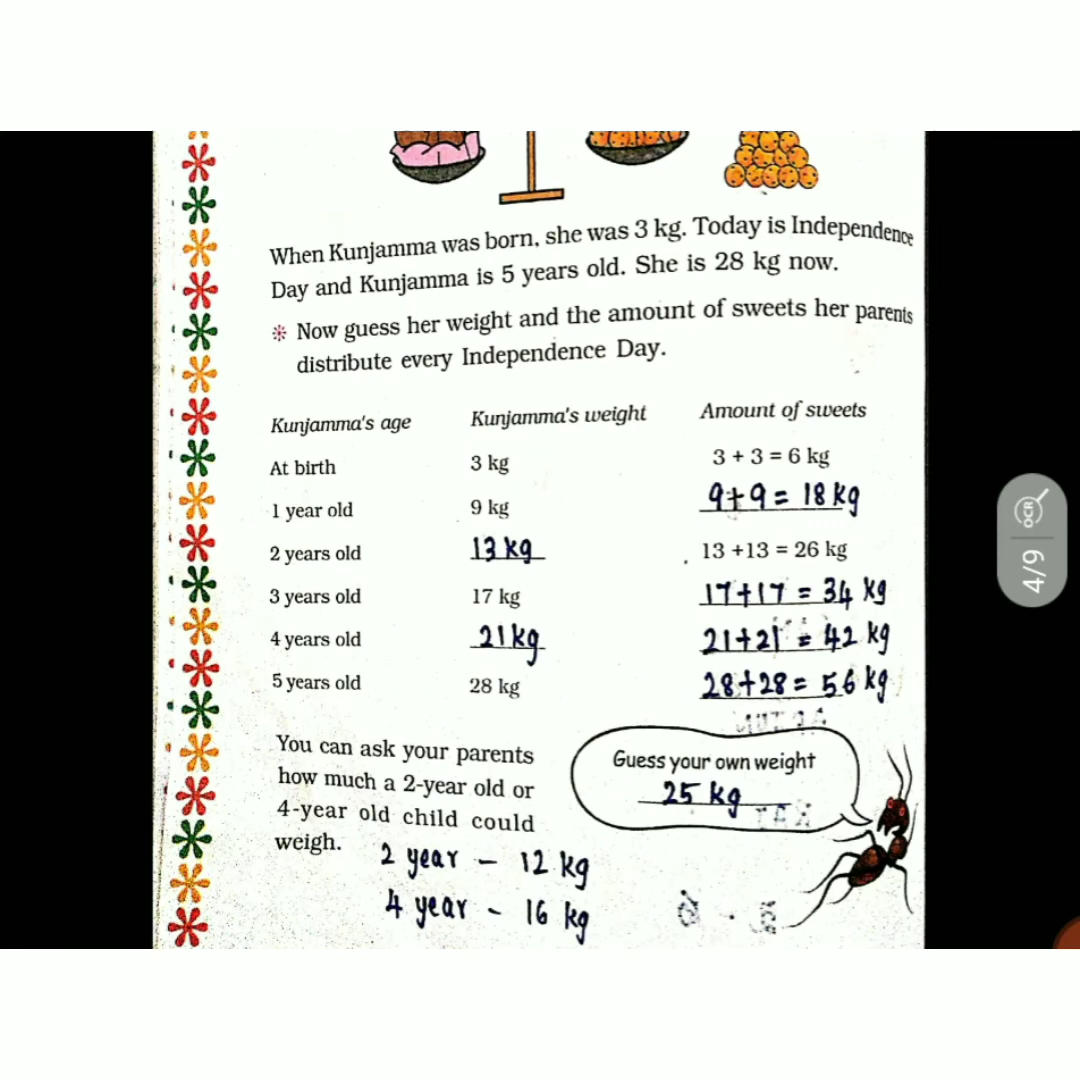 When Kunjamma was born, she was 3 kg. Today is Independence
Day and Kunjamma is 5 years old. She is 28 kg now.
Now guess her weight and the amount of sweets her parents
distribute every Independence Day.
Kunjamma's age Kunjamma's weight Amount of sweets
At birth 3 kg 3 + 3 = 6 kg
1 year old 9 kg 9+9 = 18 kg
2 years old 13 kg 13 +13 = 26 kg
3 years old 17 kg 17+17 = 34 kg
4 years old 21 kg 21+21 = 42 kg
5 years old 28 kg 28+28 = 56 kg
You can ask your parents
how much a 2-year old or
4-year old child could
weigh.
2 year - 12 kg
4 year - 16 kg
Guess your own weight
25 kg
OCR
4/9